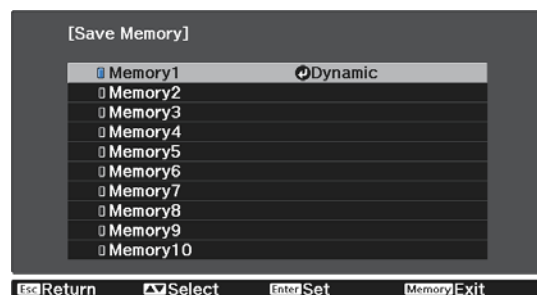 [Save Memory]
Memory1 Dynamic
Memory2
Memory3
Memory4
Memory5
Memory6
Memory7
Memory8
Memory9
Memory10
Esc Return Select Enter Set Memory Exit